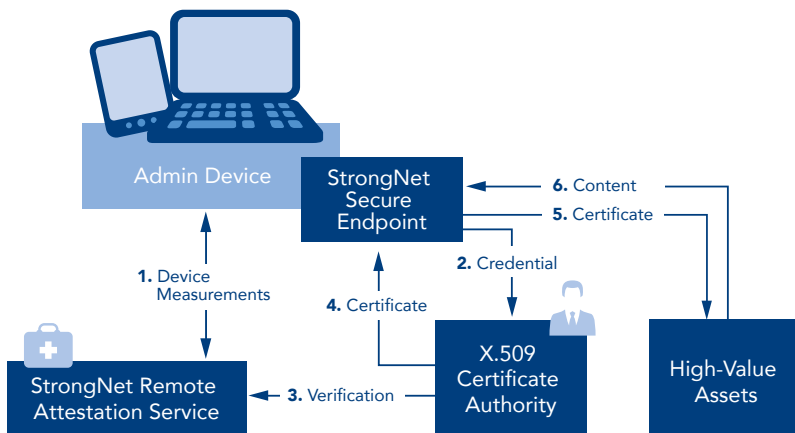 Admin Device
StrongNet
Secure
Endpoint
6. Content
5. Certificate
1. Device
Measurements
2. Credential
4. Certificate
StrongNet Remote
Attestation Service
3. Verification
X.509
Certificate
Authority
High-Value
Assets